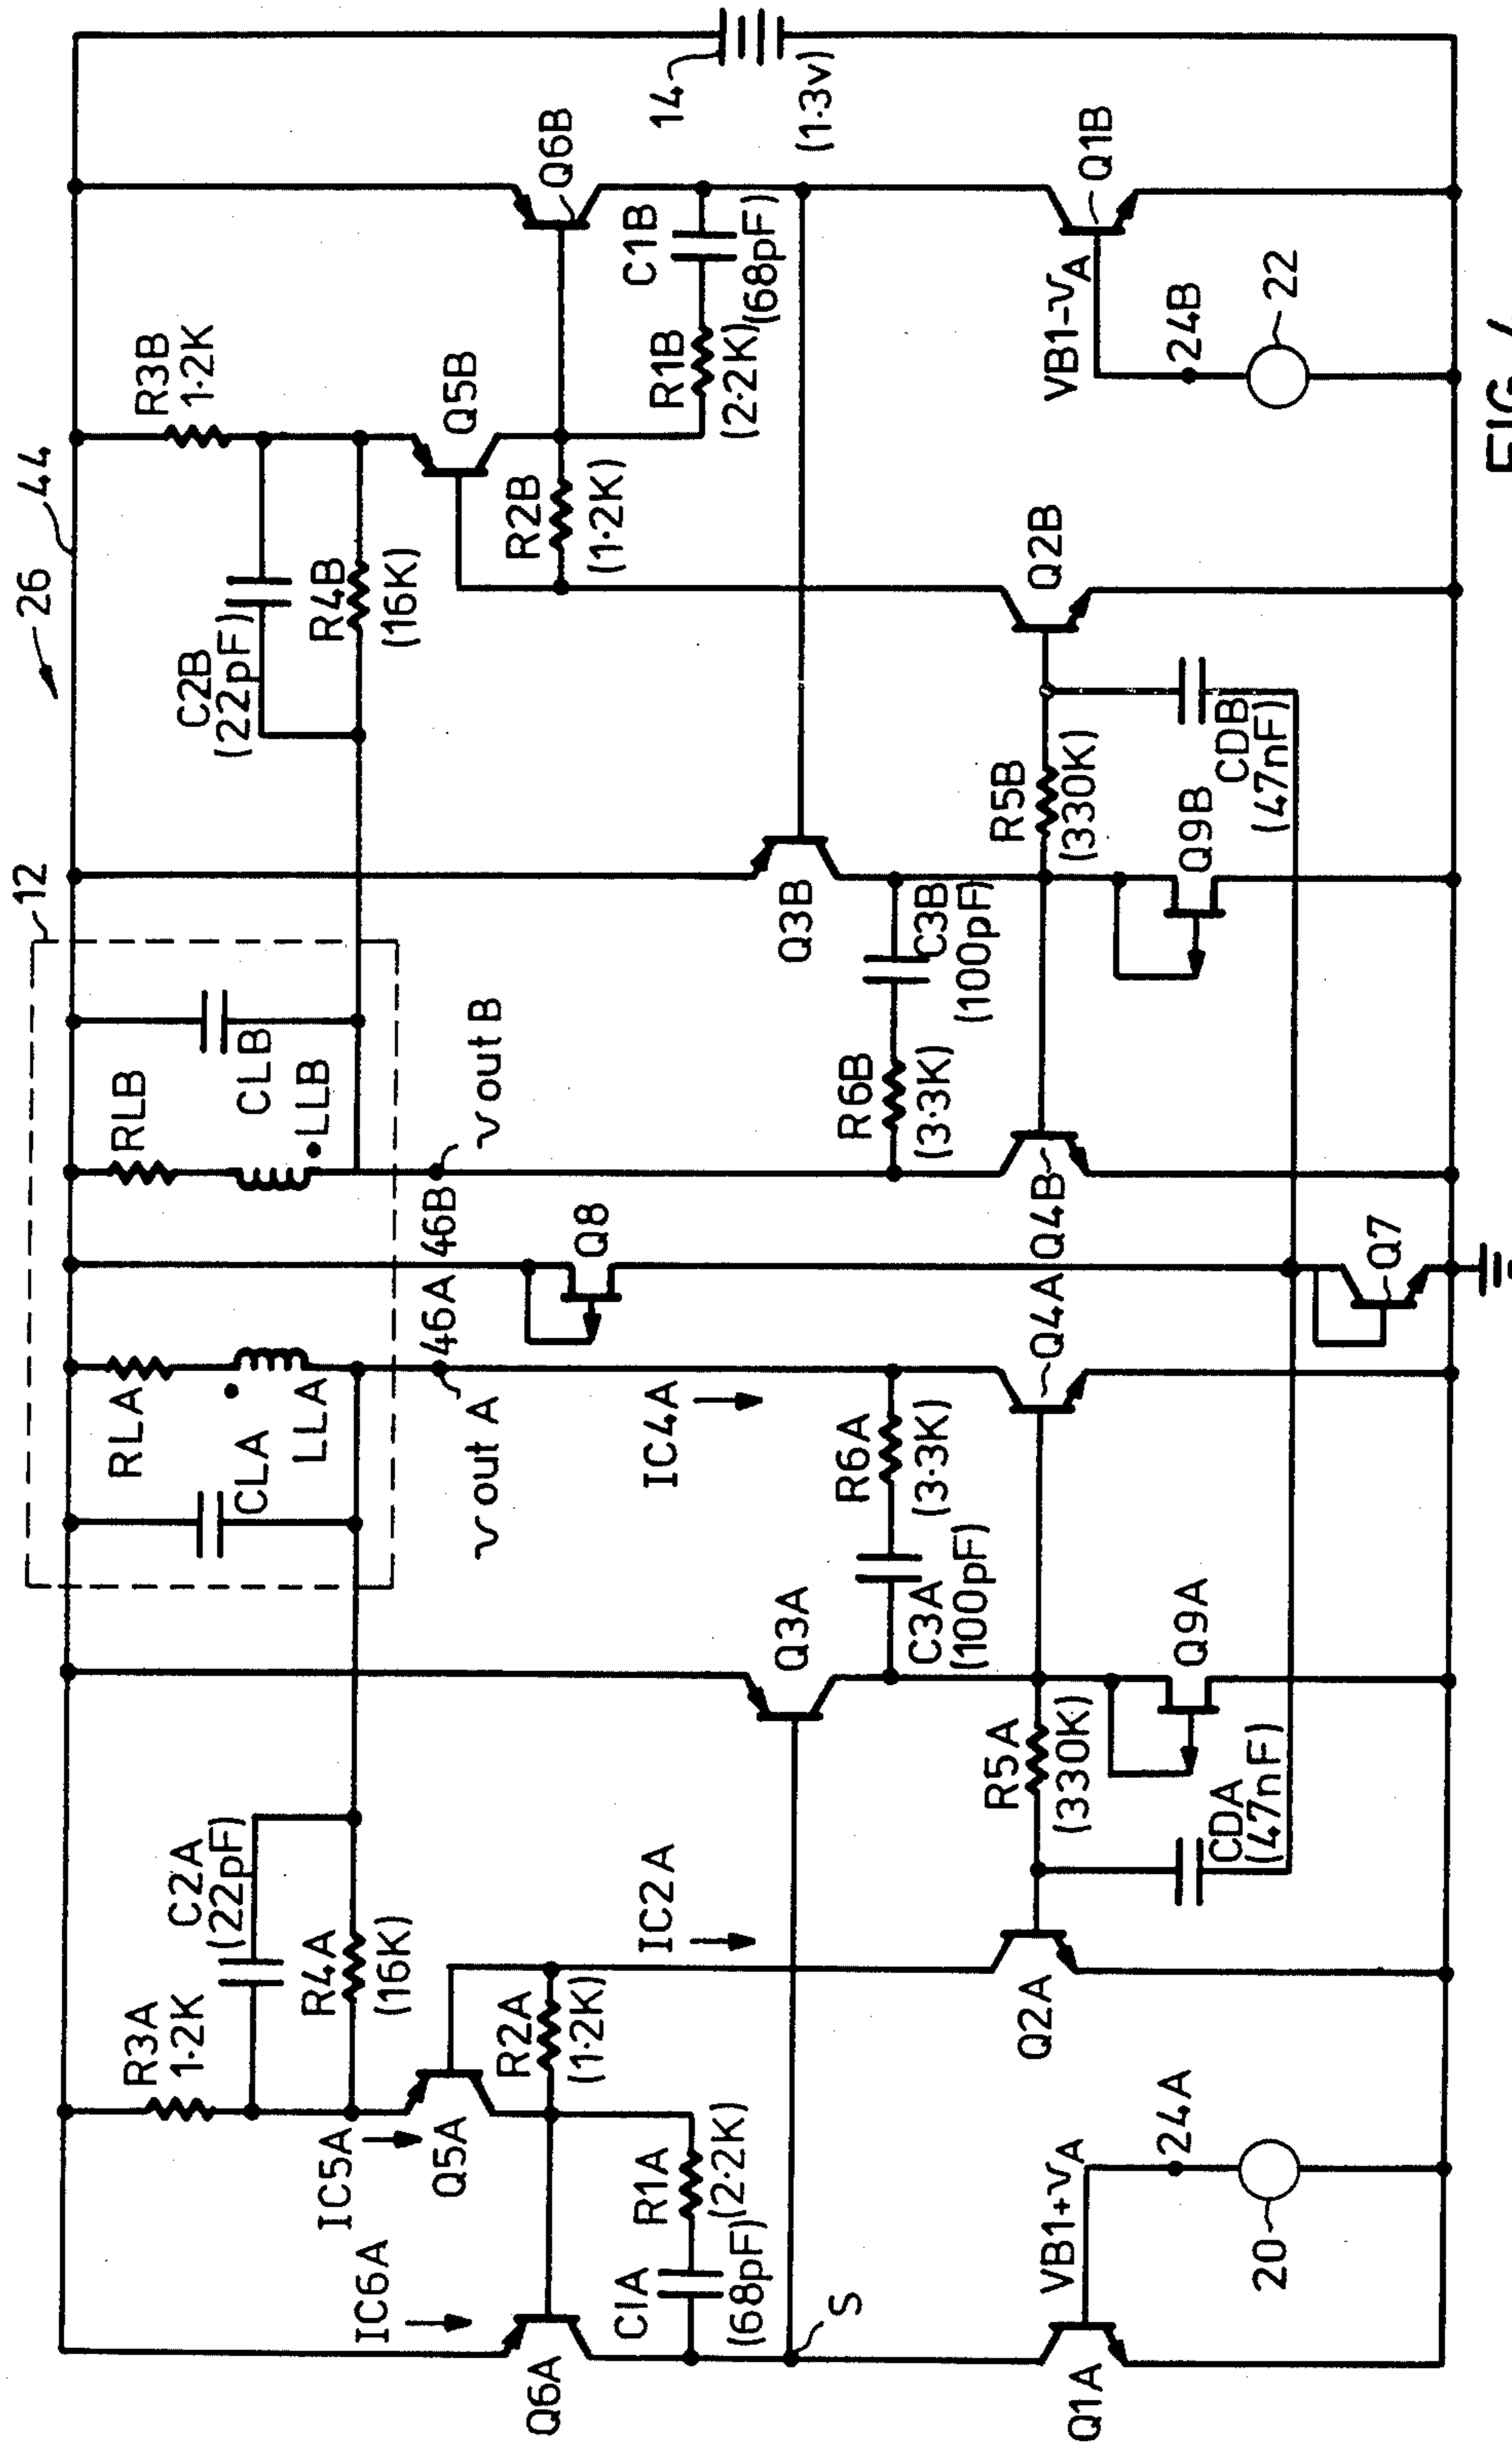 26
44
12
14
(1·3v)
R3A
1·2K
C2A
(22pF)
R4A
(16K)
IC6A
IC5A
Q6A
Q5A
R2A
(1·2K)
C1A
(68pF)
R1A
(2·2K)
S
IC2A
Q1A
VB1+vA
24A
20
Q2A
R5A
(330K)
CDA
(47nF)
Q9A
Q3A
C3A
(100pF)
R6A
(3·3K)
RLA
CLA
LLA
v out A
46A
IC4A
Q4A
Q8
Q7
46B
v out B
RLB
CLB
LLB
R6B
(3·3K)
C3B
(100pF)
Q4B
Q3B
R5B
(330K)
Q9B
CDB
(47nF)
C2B
(22pF)
R4B
(16K)
R3B
1·2K
Q5B
R2B
(1·2K)
Q6B
C1B
(68pF)
R1B
(2·2K)
Q2B
Q1B
VB1-vA
24B
22
FIG.